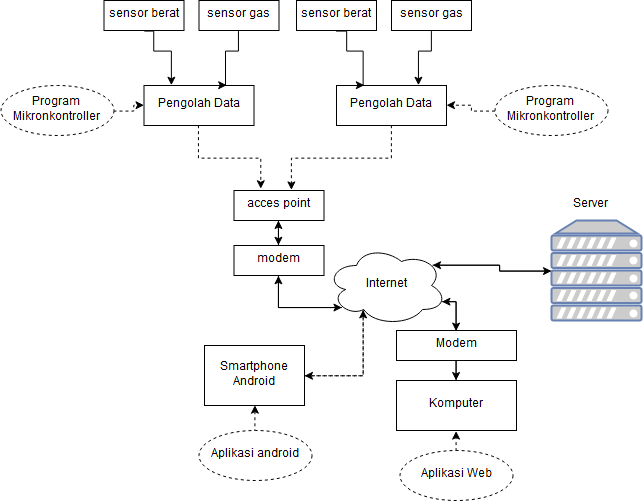 sensor berat
sensor gas
sensor berat
sensor gas
Program
Mikronkontroller
Pengolah Data
Pengolah Data
Program
Mikronkontroller
acces point
Server
modem
Internet
Modem
Smartphone
Android
Komputer
Aplikasi android
Aplikasi Web